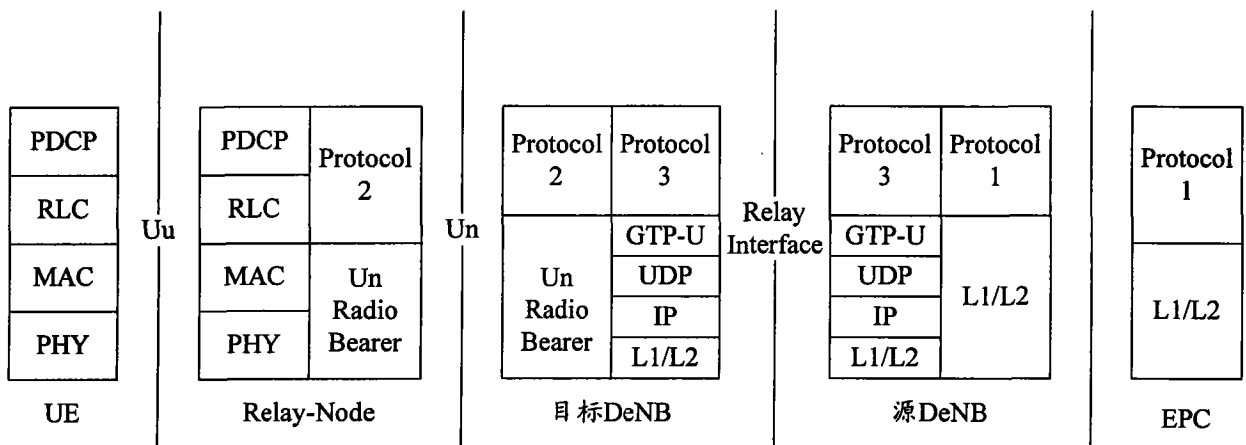 PDCP
RLC
MAC
PHY
UE
Uu
PDCP
RLC
MAC
PHY
Protocol
2
Un
Radio
Bearer
Relay-Node
Un
Protocol
2
Un
Radio
Bearer
Protocol
3
GTP-U
UDP
IP
L1/L2
目标DeNB
Relay
Interface
Protocol
3
GTP-U
UDP
IP
L1/L2
Protocol
1
L1/L2
源DeNB
Protocol
1
L1/L2
EPC